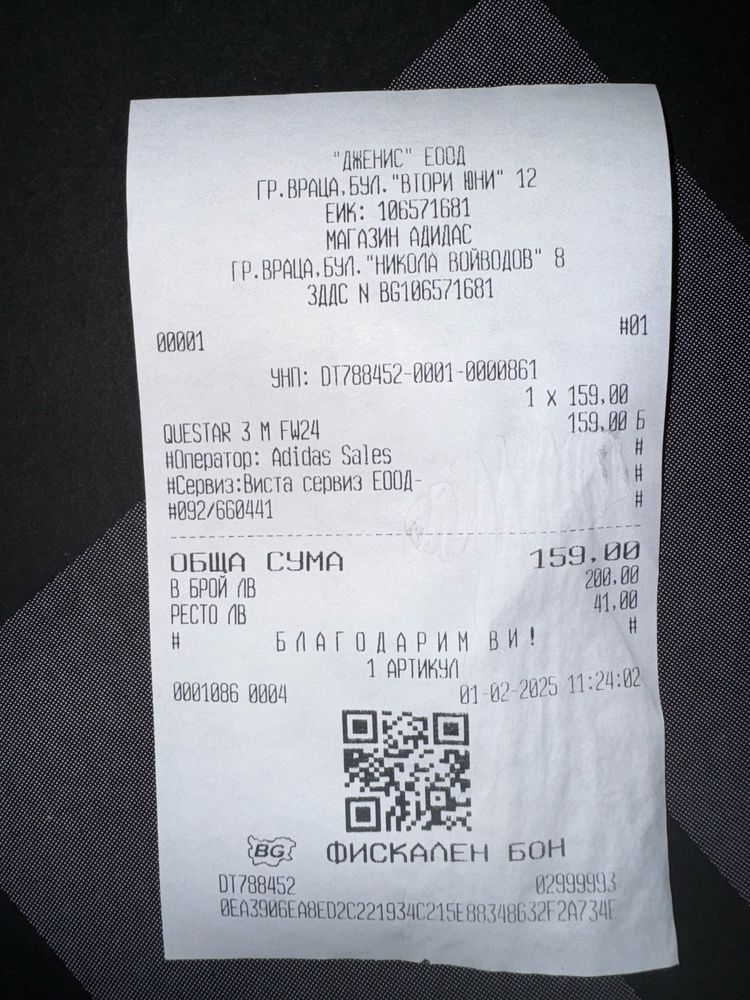 "ДЖЕНИС" ЕООД
ГР.ВРАЦА,БУЛ."ВТОРИ ЮНИ" 12
ЕИК: 106571681
МАГАЗИН АДИДАС
ГР.ВРАЦА,БУЛ."НИКОЛА ВОЙВОДОВ" 8
ЗДДС N BG106571681
00001 #01
УНП: DT788452-0001-0000861
1 x 159,00
QUESTAR 3 M FW24 159,00 Б
#Оператор: Adidas Sales #
#Сервиз:Виста сервиз ЕООД- #
#092/660441 #
ОБЩА СУМА 159,00
В БРОЙ ЛВ 200,00
РЕСТО ЛВ 41,00
# БЛАГОДАРИМ ВИ! #
1 АРТИКУЛ
0001086 0004 01-02-2025 11:24:02
BG ФИСКАЛЕН БОН
DT788452 02999993
0EA3906EA8ED2C221934C215E88348632F2A734E